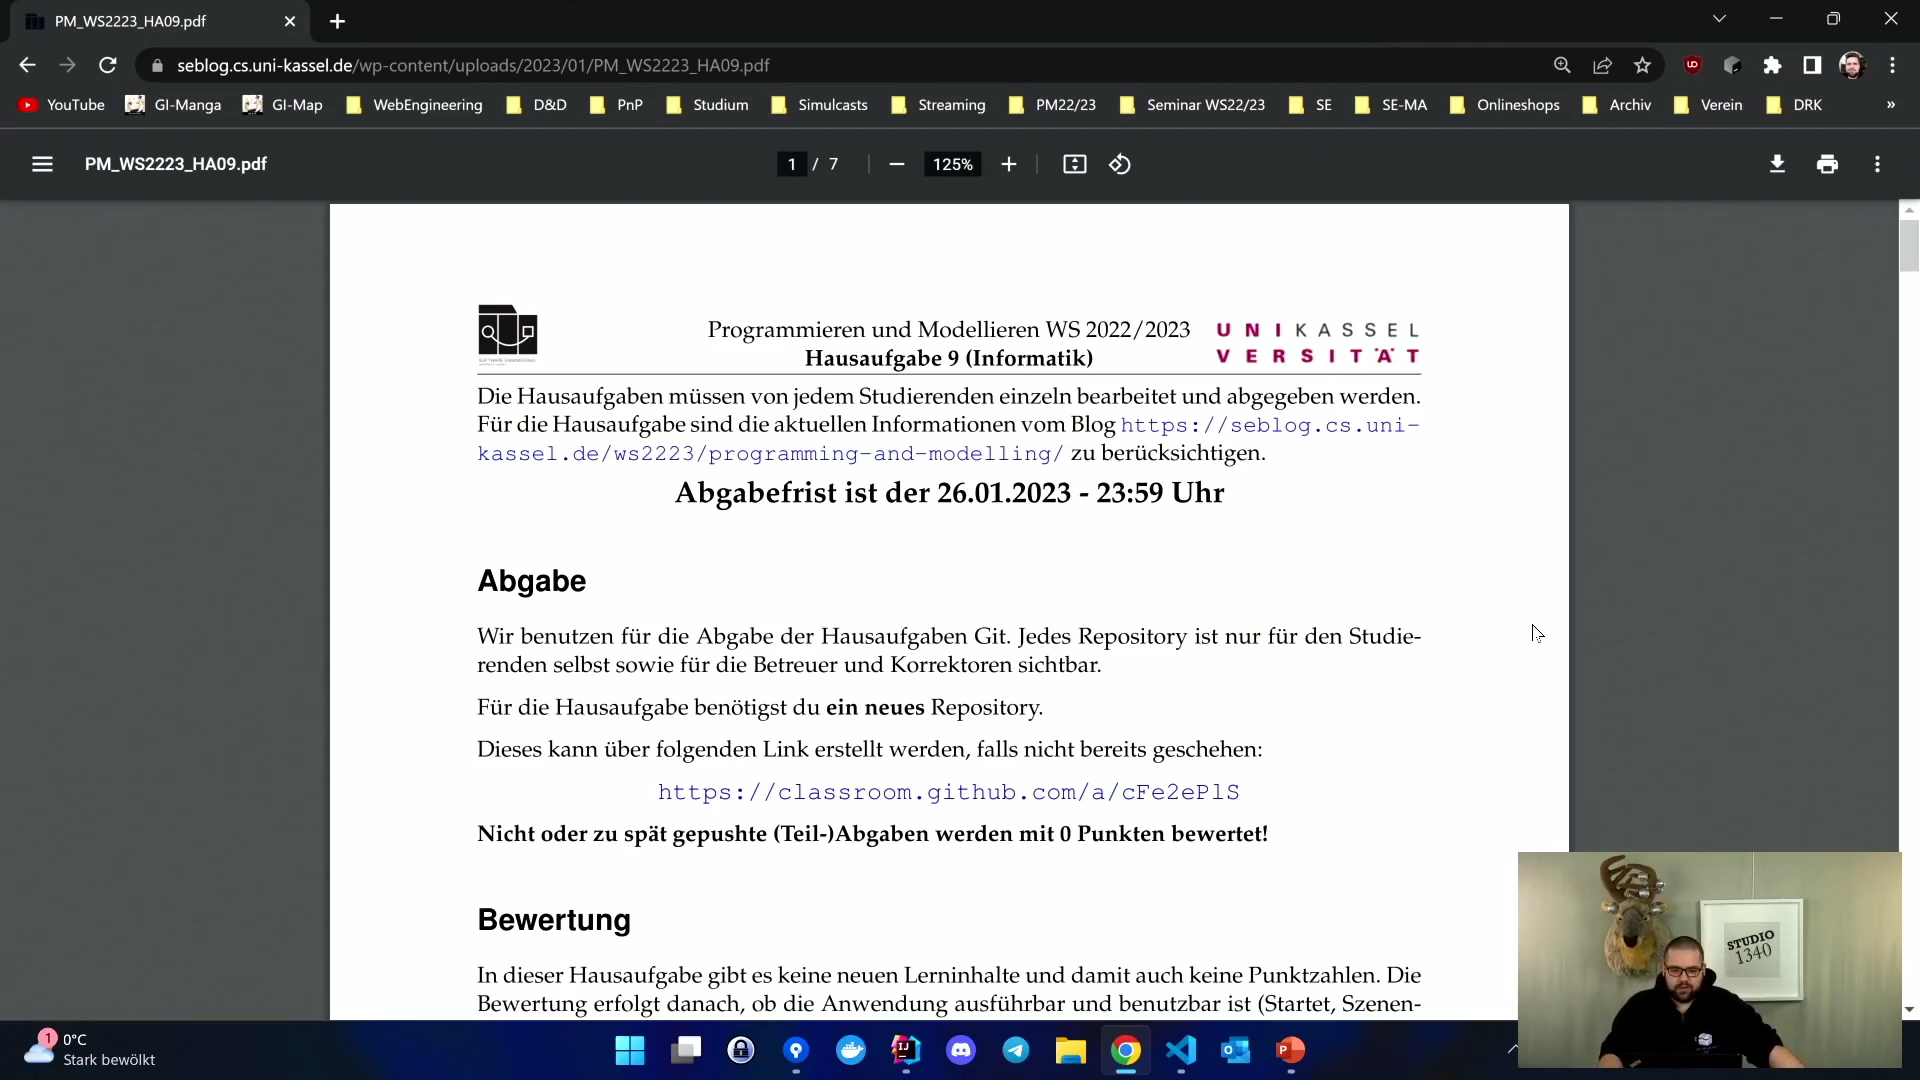 PM_WS2223_HA09.pdf
seblog.cs.uni-kassel.de/wp-content/uploads/2023/01/PM_WS2223_HA09.pdf
YouTube GI-Manga GI-Map WebEngineering D&D PnP Studium Simulcasts Streaming PM22/23 Seminar WS22/23 SE SE-MA Onlineshops Archiv Verein DRK »
PM_WS2223_HA09.pdf 1 / 7 125%
Programmieren und Modellieren WS 2022/2023
Hausaufgabe 9 (Informatik)
UNIKASSEL
VERSITÄT
SOFTWARE ENGINEERING
Die Hausaufgaben müssen von jedem Studierenden einzeln bearbeitet und abgegeben werden.
Für die Hausaufgabe sind die aktuellen Informationen vom Blog https://seblog.cs.uni-
kassel.de/ws2223/programming-and-modelling/ zu berücksichtigen.
Abgabefrist ist der 26.01.2023 - 23:59 Uhr
Abgabe
Wir benutzen für die Abgabe der Hausaufgaben Git. Jedes Repository ist nur für den Studie-
renden selbst sowie für die Betreuer und Korrektoren sichtbar.
Für die Hausaufgabe benötigst du ein neues Repository.
Dieses kann über folgenden Link erstellt werden, falls nicht bereits geschehen:
https://classroom.github.com/a/cFe2ePlS
Nicht oder zu spät gepushte (Teil-)Abgaben werden mit 0 Punkten bewertet!
Bewertung
In dieser Hausaufgabe gibt es keine neuen Lerninhalte und damit auch keine Punktzahlen. Die
Bewertung erfolgt danach, ob die Anwendung ausführbar und benutzbar ist (Startet, Szenen-
STUDIO
1340
1
0°C
Stark bewölkt